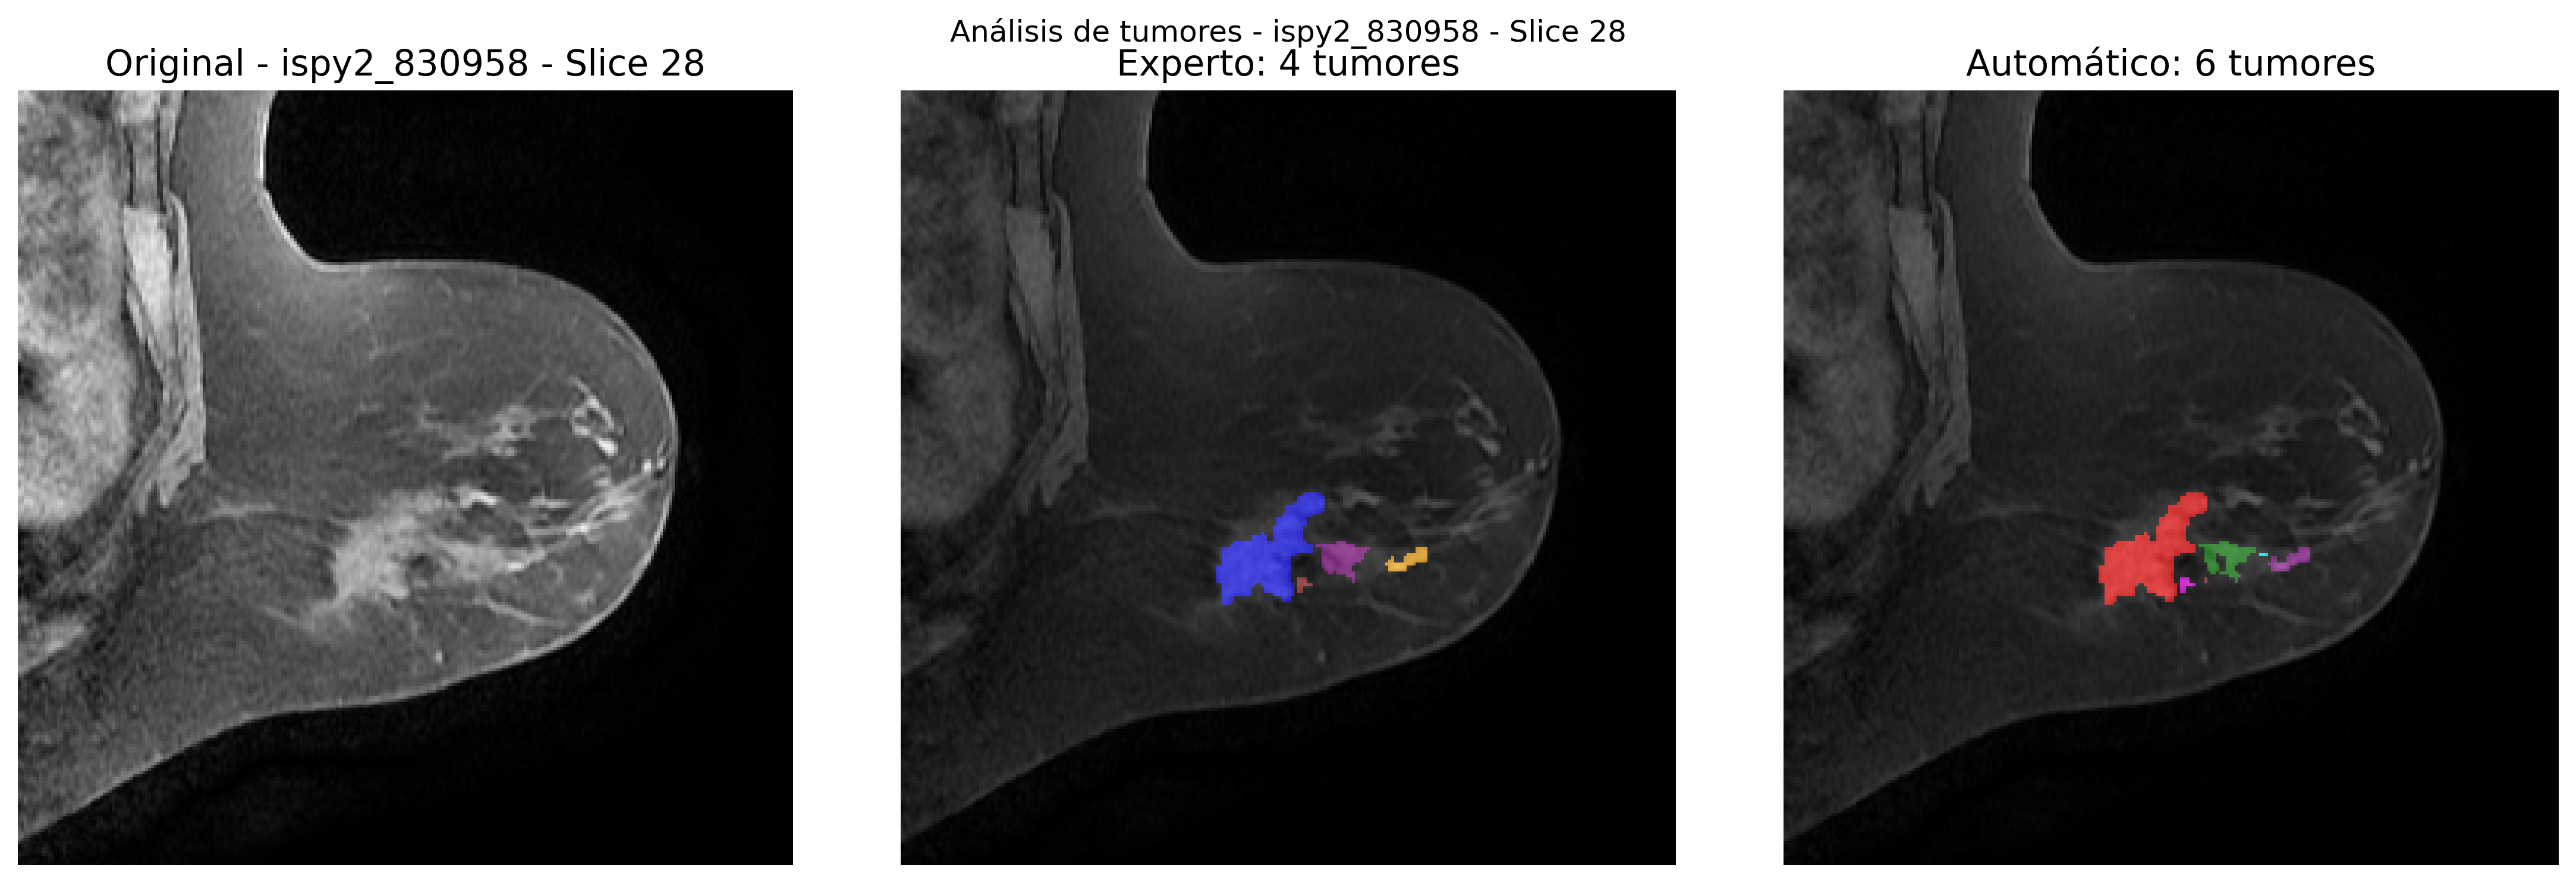 Análisis de tumores - ispy2_830958 - Slice 28
Original - ispy2_830958 - Slice 28
Experto: 4 tumores
Automático: 6 tumores